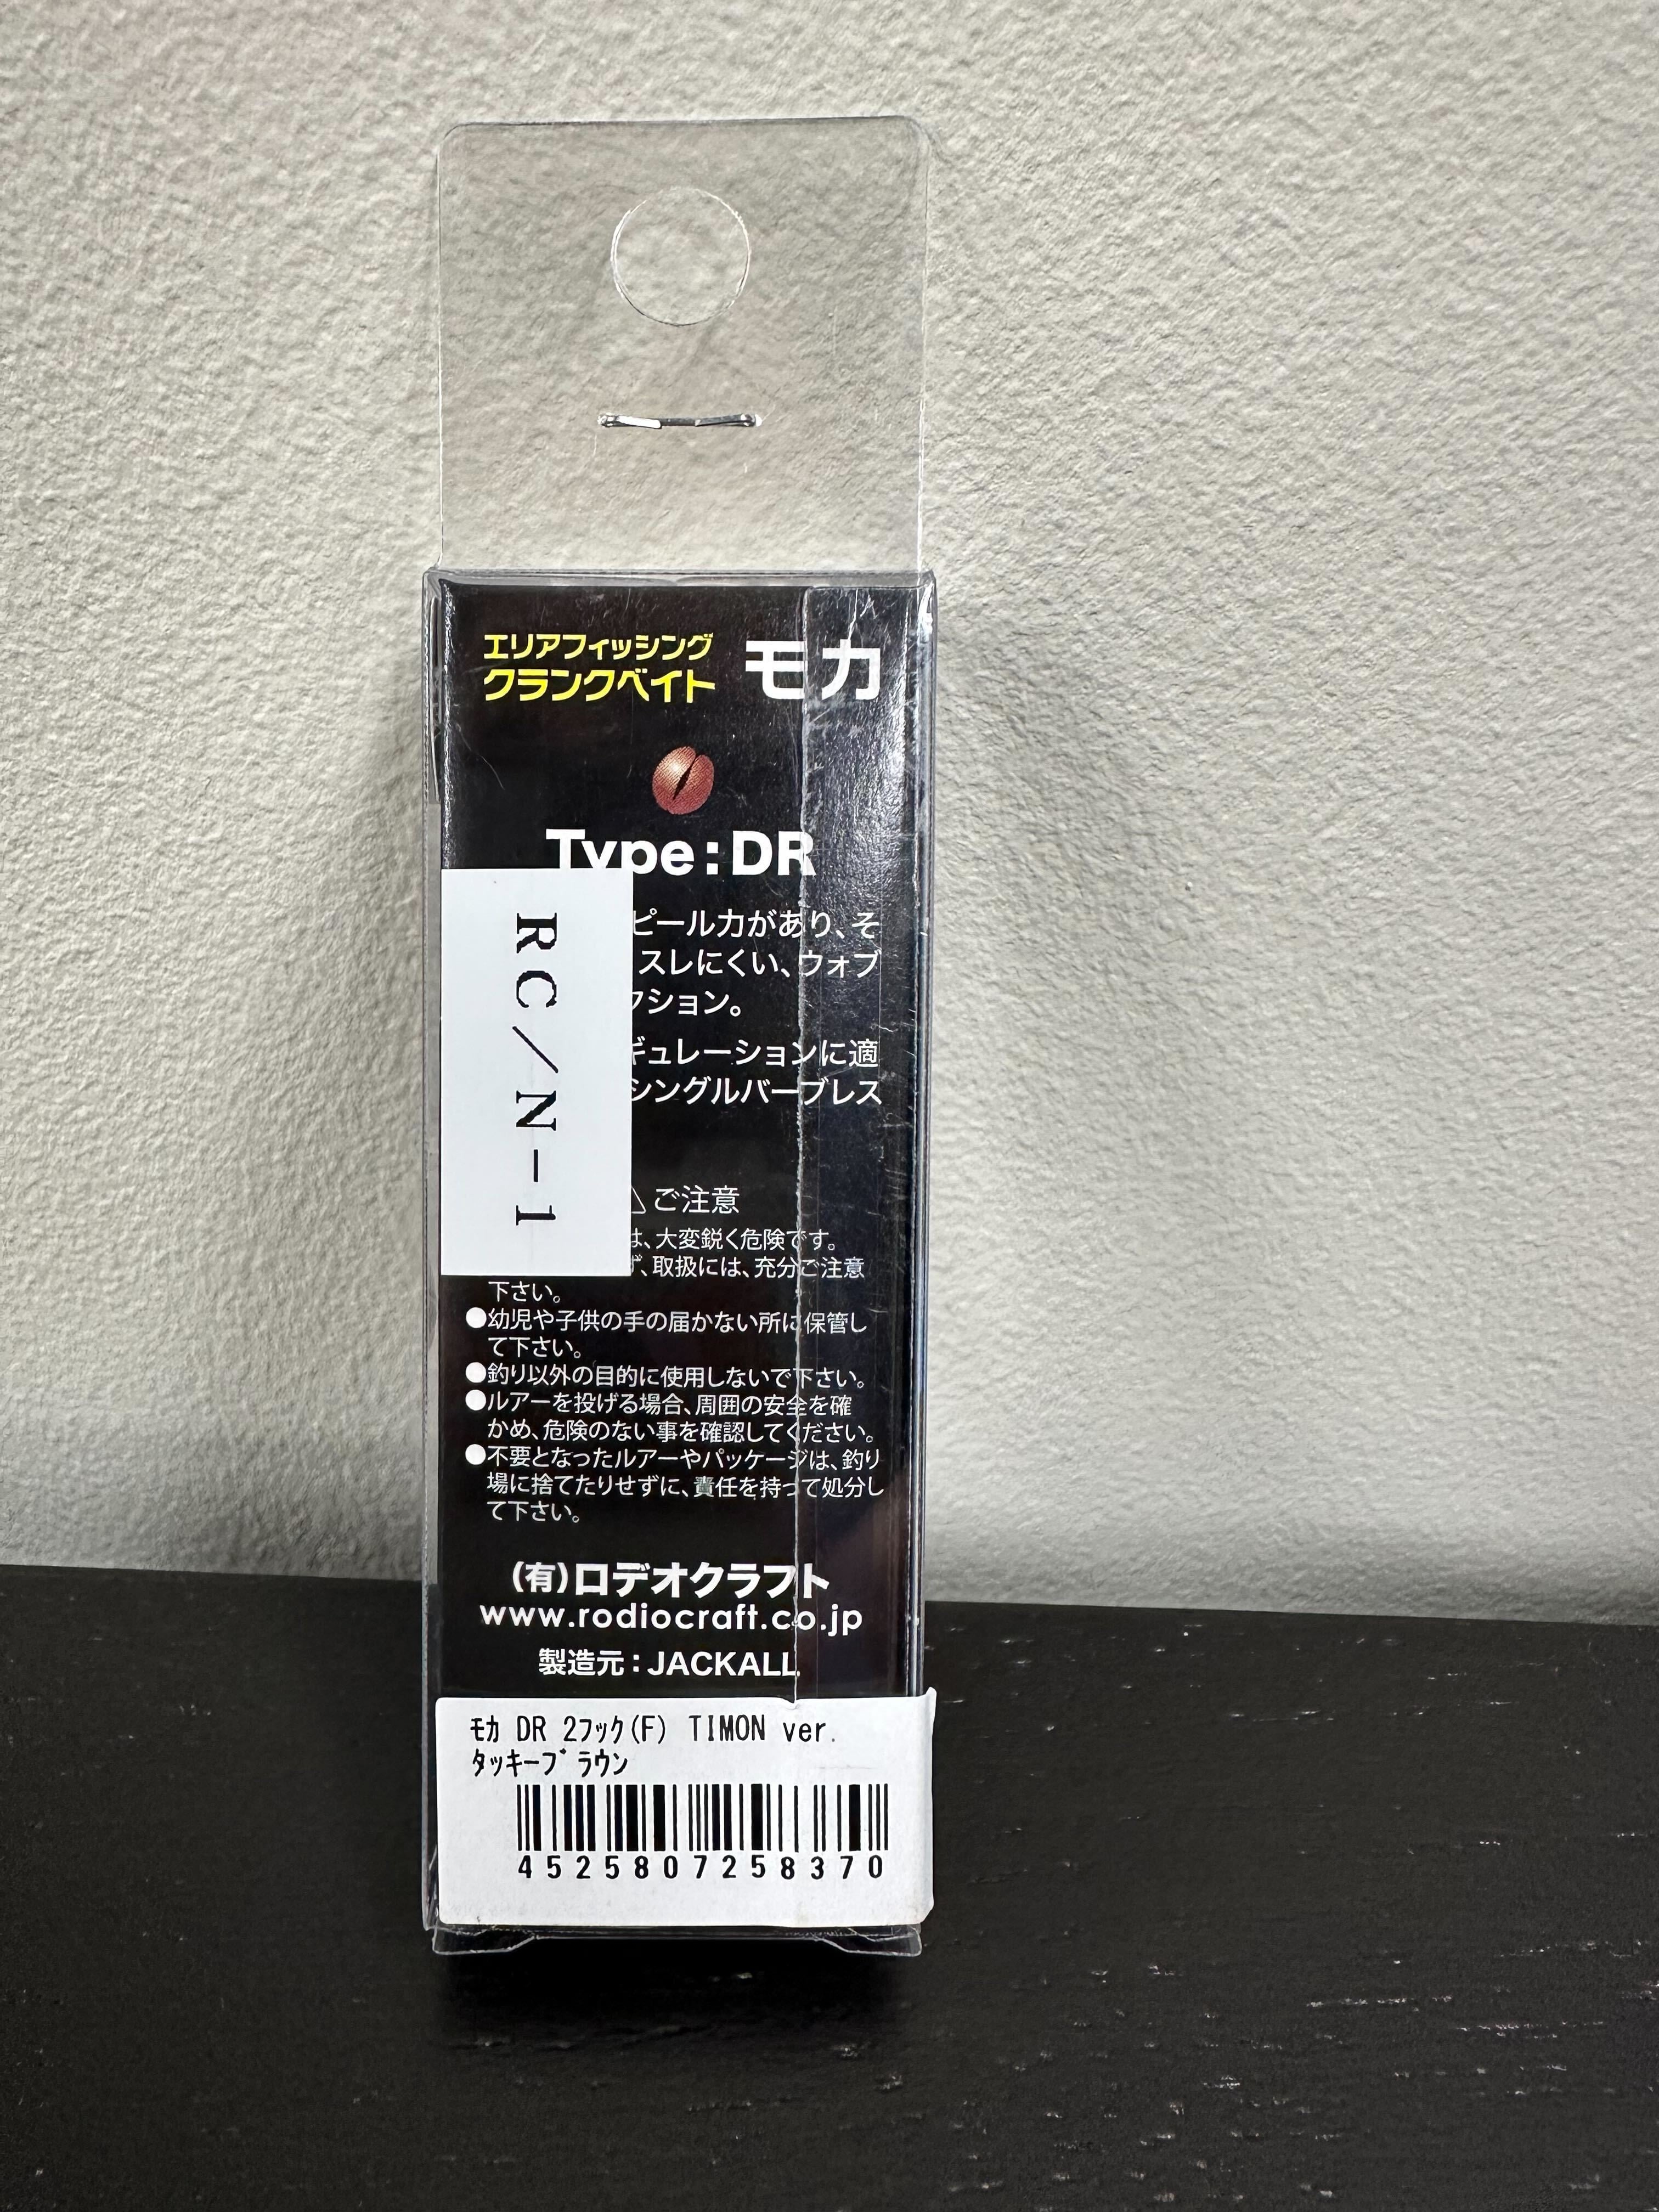 エリアフィッシング
クランクベイト モカ
Type:DR
RC/N-1
ピール力があり、そ
スレにくい、ウォブ
クション。
ギュレーションに適
シングルバーブレス
ご注意
は、大変鋭く危険です。
ず、取扱には、充分ご注意
下さい。
●幼児や子供の手の届かない所に保管し
て下さい。
●釣り以外の目的に使用しないで下さい。
●ルアーを投げる場合、周囲の安全を確
かめ、危険のない事を確認してください。
●不要となったルアーやパッケージは、釣り
場に捨てたりせずに、責任を持って処分し
て下さい。
(有)ロデオクラフト
www.rodiocraft.co.jp
製造元:JACKALL
ﾓｶ DR 2ﾌｯｸ(F) TIMON ver.
ﾀｯｷｰﾌﾞﾗｳﾝ
4525807258370